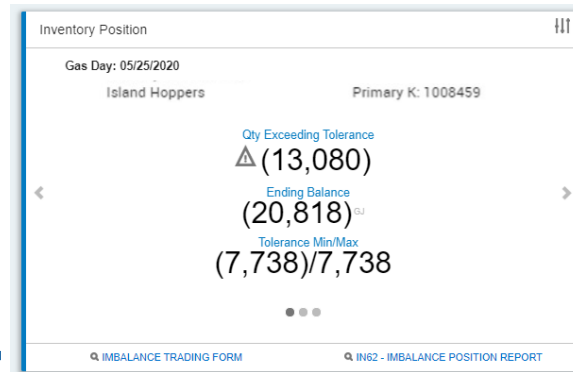 Inventory Position
Gas Day: 05/25/2020
Island Hoppers Primary K: 1008459
Qty Exceeding Tolerance
(13,080)
Ending Balance
(20,818) GJ
Tolerance Min/Max
(7,738)/7,738
IMBALANCE TRADING FORM IN62 - IMBALANCE POSITION REPORT